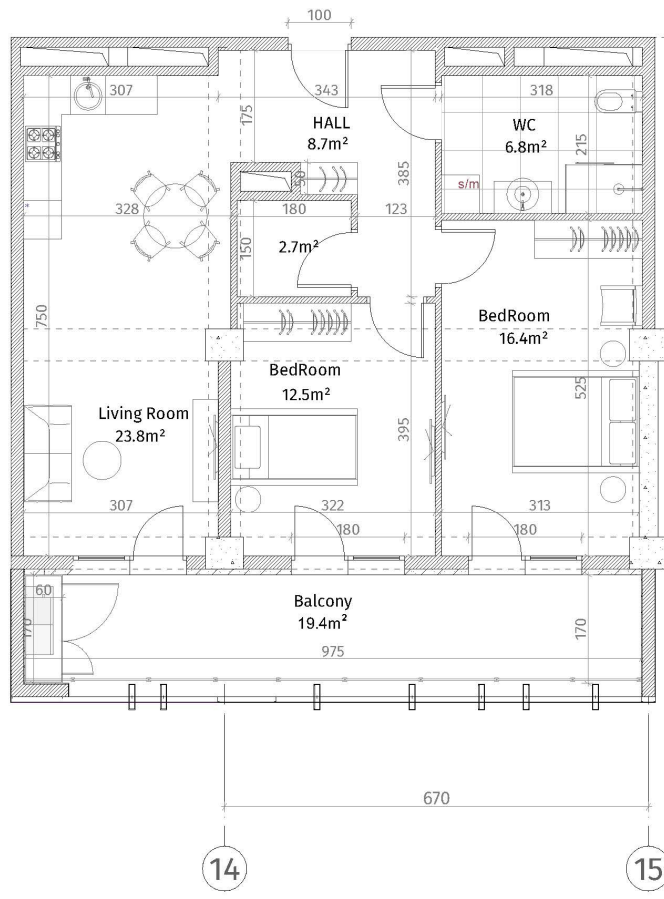 100
307
343
318
175
HALL
8.7m²
WC
6.8m²
215
50
385
s/m
328
180
123
150
2.7m²
750
BedRoom
16.4m²
BedRoom
12.5m²
525
Living Room
23.8m²
395
307
322
313
180
180
60
Balcony
19.4m²
170
170
975
670
14
15